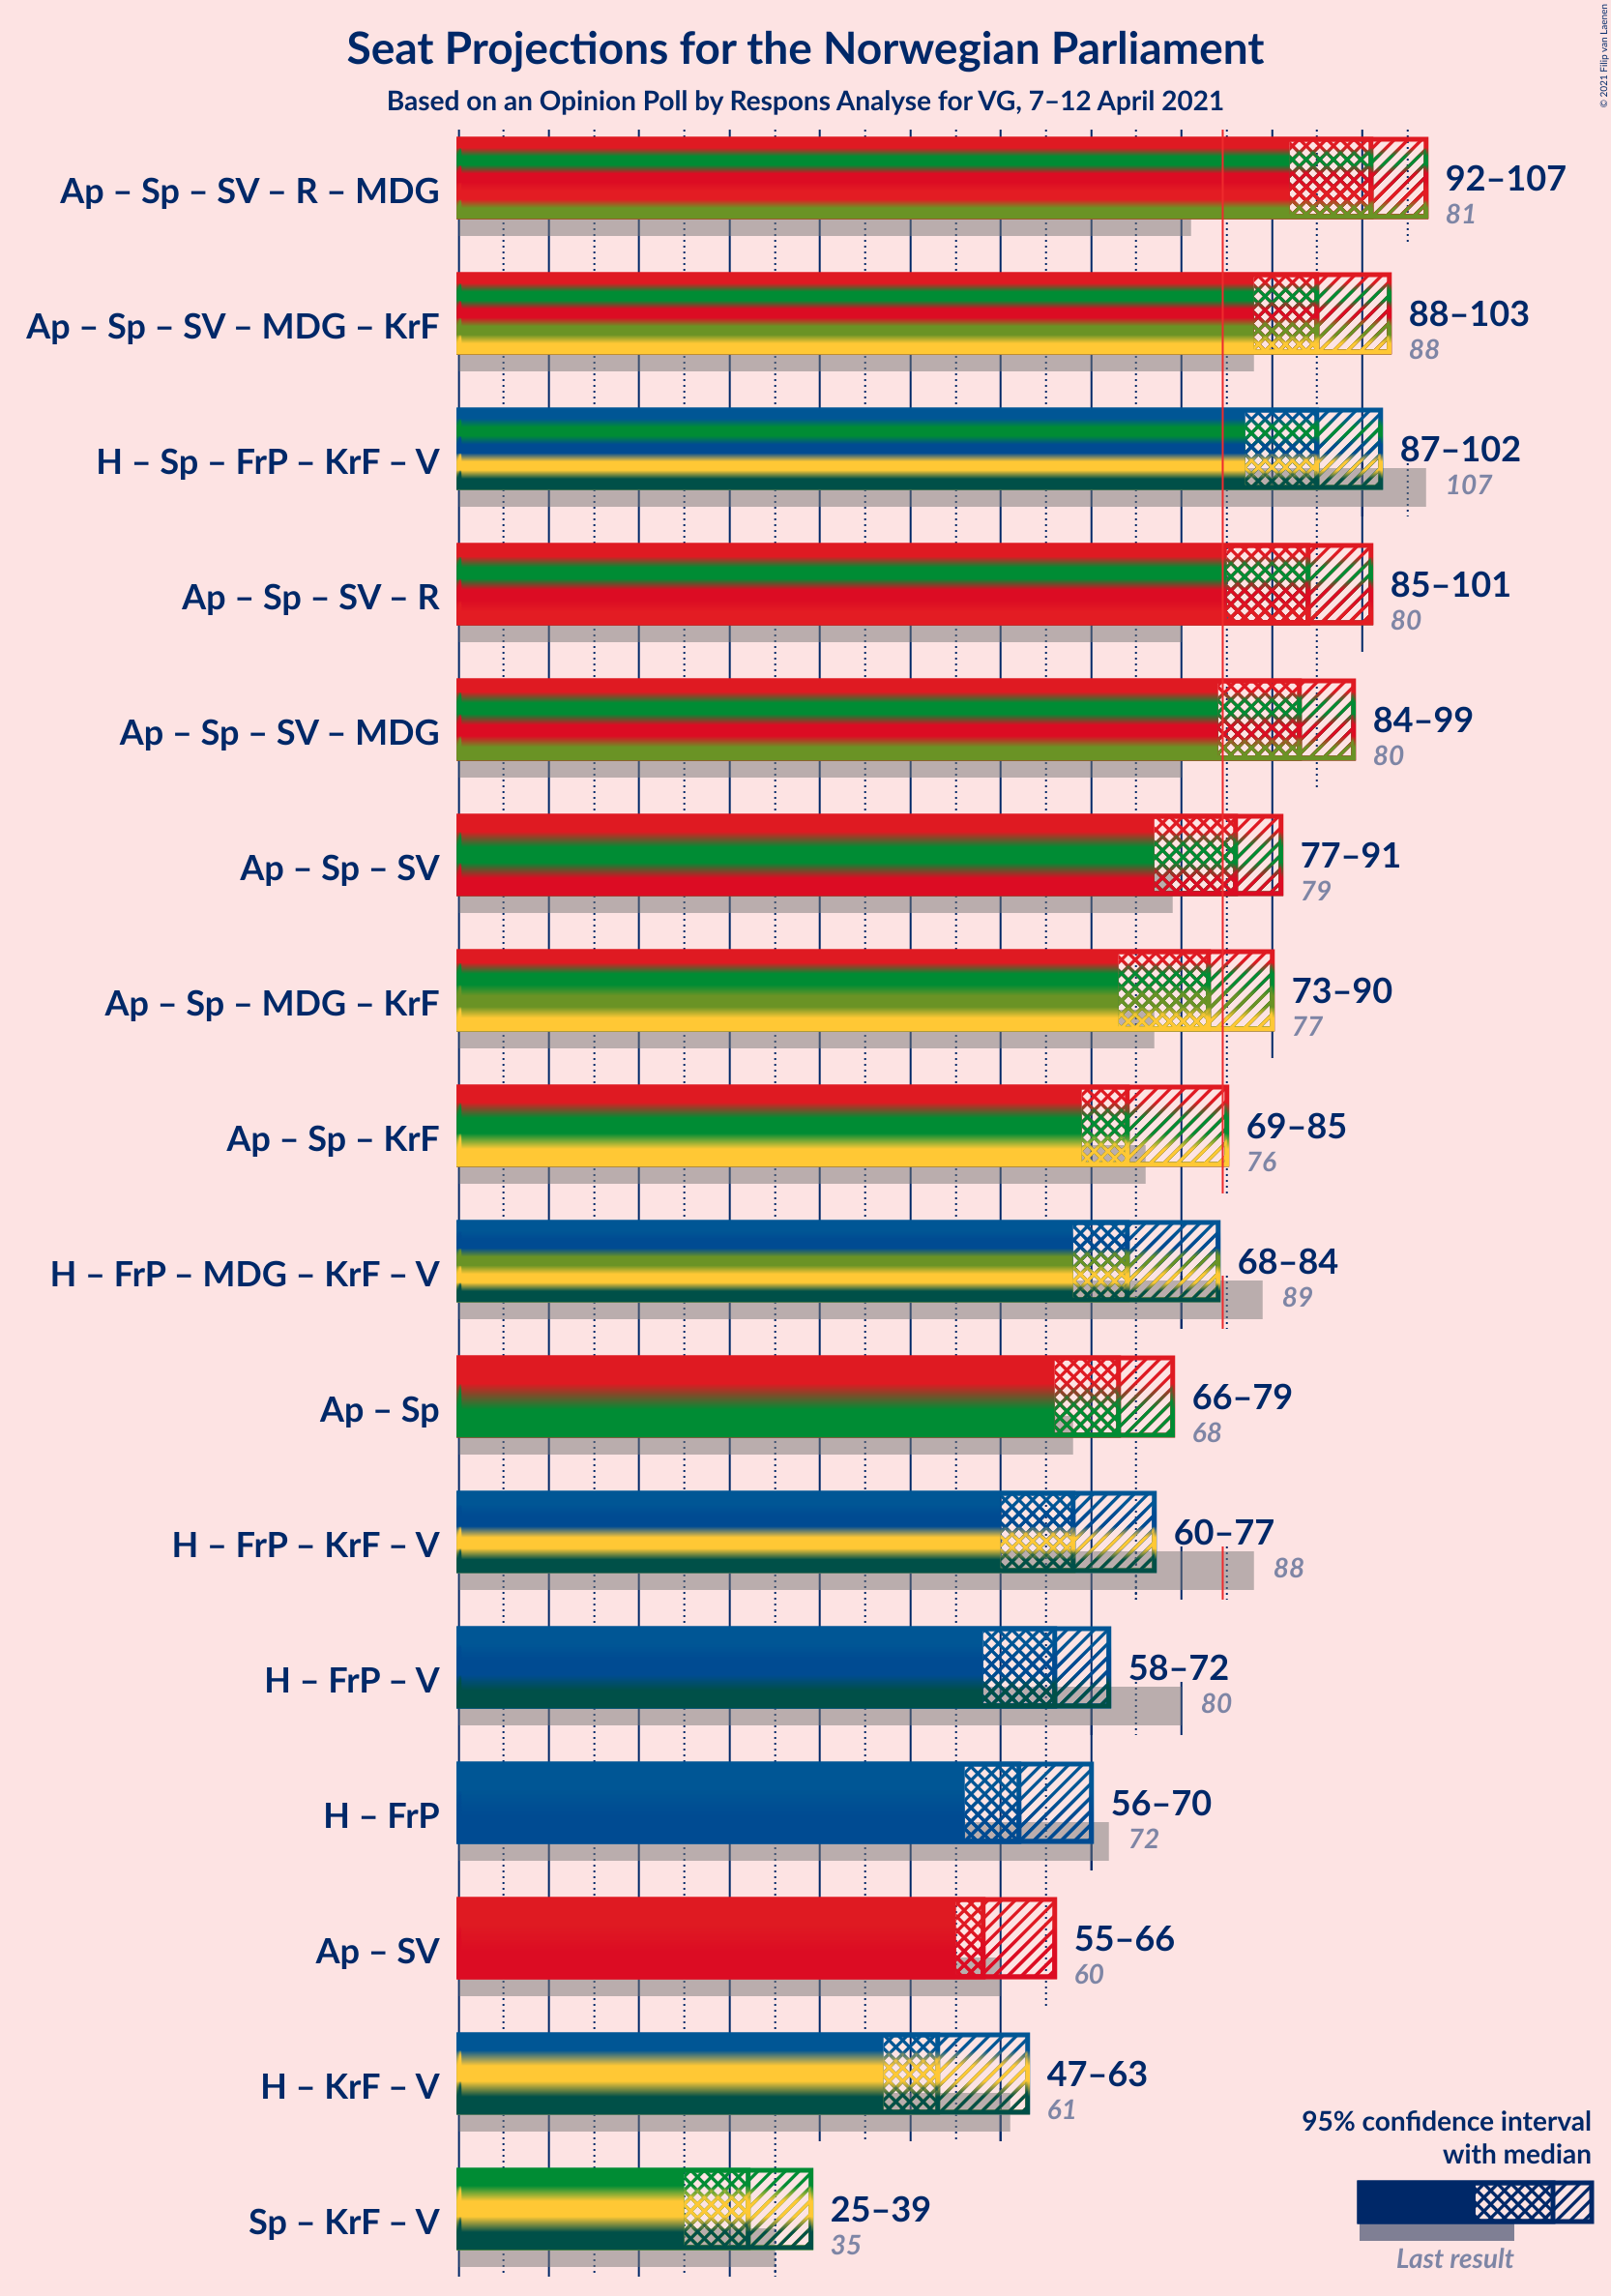 Seat Projections for the Norwegian Parliament
Based on an Opinion Poll by Respons Analyse for VG, 7–12 April 2021
© 2021 Filip van Laenen
Ap – Sp – SV – R – MDG
92–107
81
Ap – Sp – SV – MDG – KrF
88–103
88
H – Sp – FrP – KrF – V
87–102
107
Ap – Sp – SV – R
85–101
80
Ap – Sp – SV – MDG
84–99
80
Ap – Sp – SV
77–91
79
Ap – Sp – MDG – KrF
73–90
77
Ap – Sp – KrF
69–85
76
H – FrP – MDG – KrF – V
68–84
89
Ap – Sp
66–79
68
H – FrP – KrF – V
60–77
88
H – FrP – V
58–72
80
H – FrP
56–70
72
Ap – SV
55–66
60
H – KrF – V
47–63
61
Sp – KrF – V
25–39
35
95% confidence interval
with median
Last result